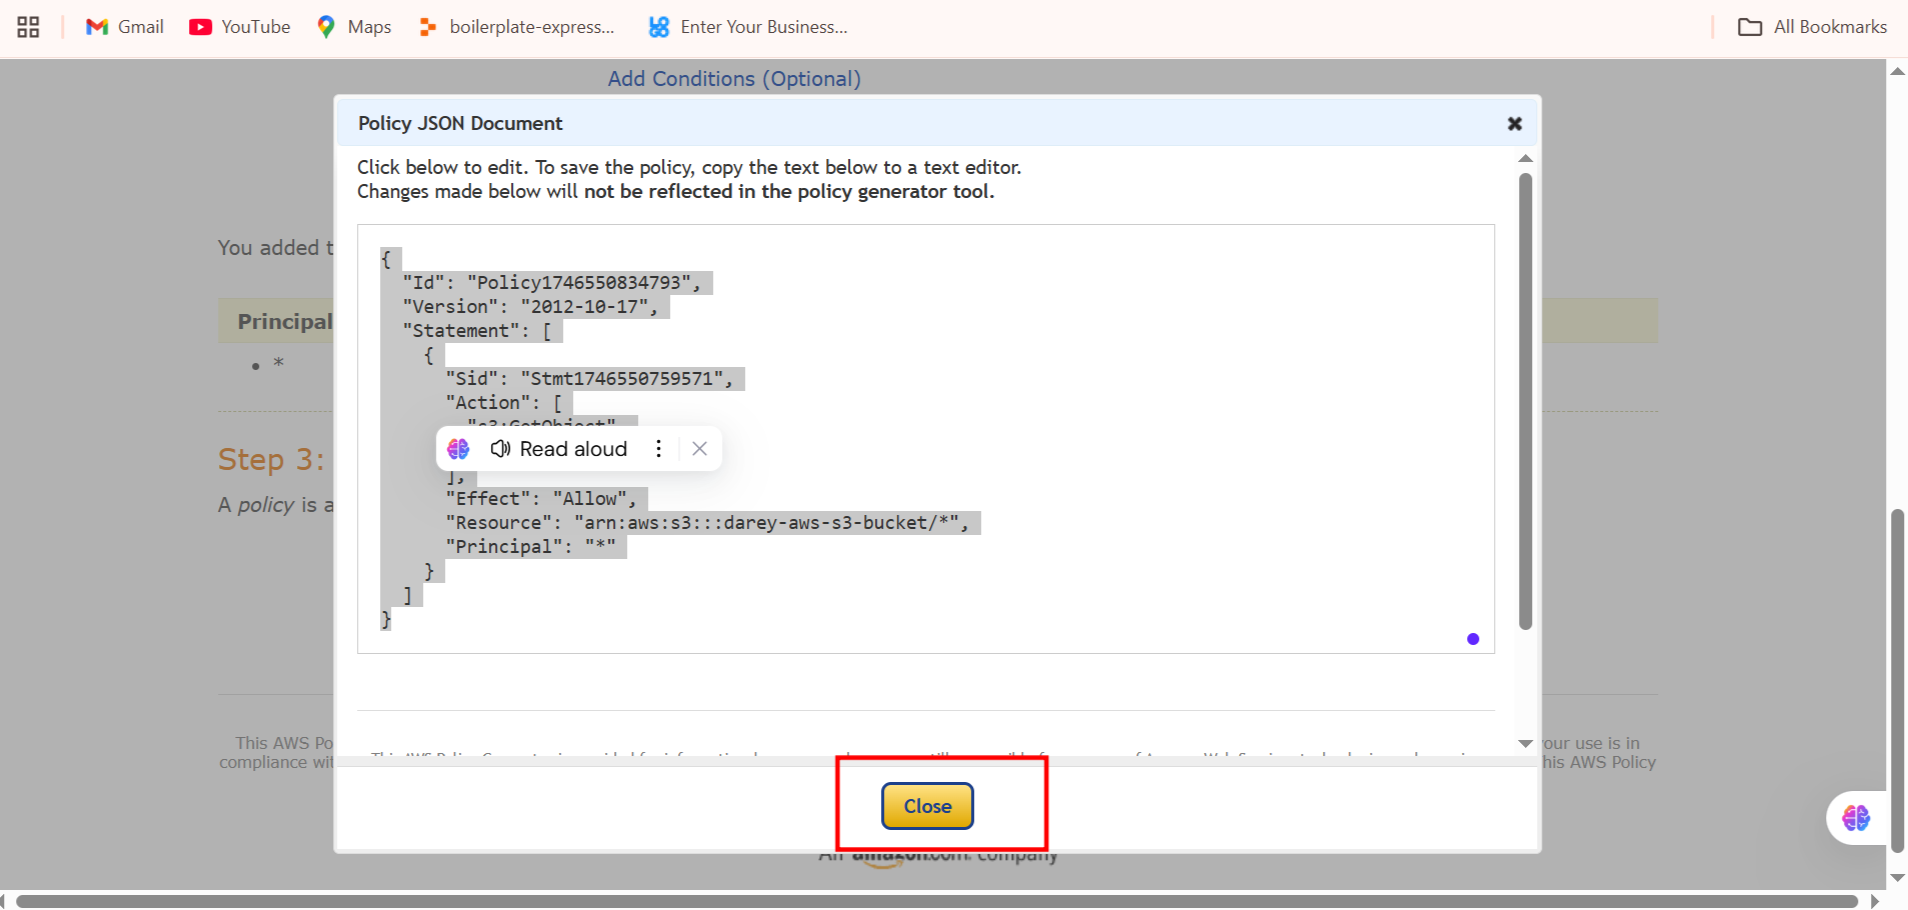 Gmail
YouTube
Maps
boilerplate-express...
Enter Your Business...
All Bookmarks
Add Conditions (Optional)
Policy JSON Document
Click below to edit. To save the policy, copy the text below to a text editor.
Changes made below will not be reflected in the policy generator tool.
You added t
Principal
*
Step 3:
A policy is a
{
"Id": "Policy1746550834793",
"Version": "2012-10-17",
"Statement": [
{
"Sid": "Stmt1746550759571",
"Action": [
"s3:GetObject"
Read aloud
],
"Effect": "Allow",
"Resource": "arn:aws:s3:::darey-aws-s3-bucket/*",
"Principal": "*"
}
]
}
This AWS Po
compliance wit
your use is in
his AWS Policy
Close
An amazon.com company